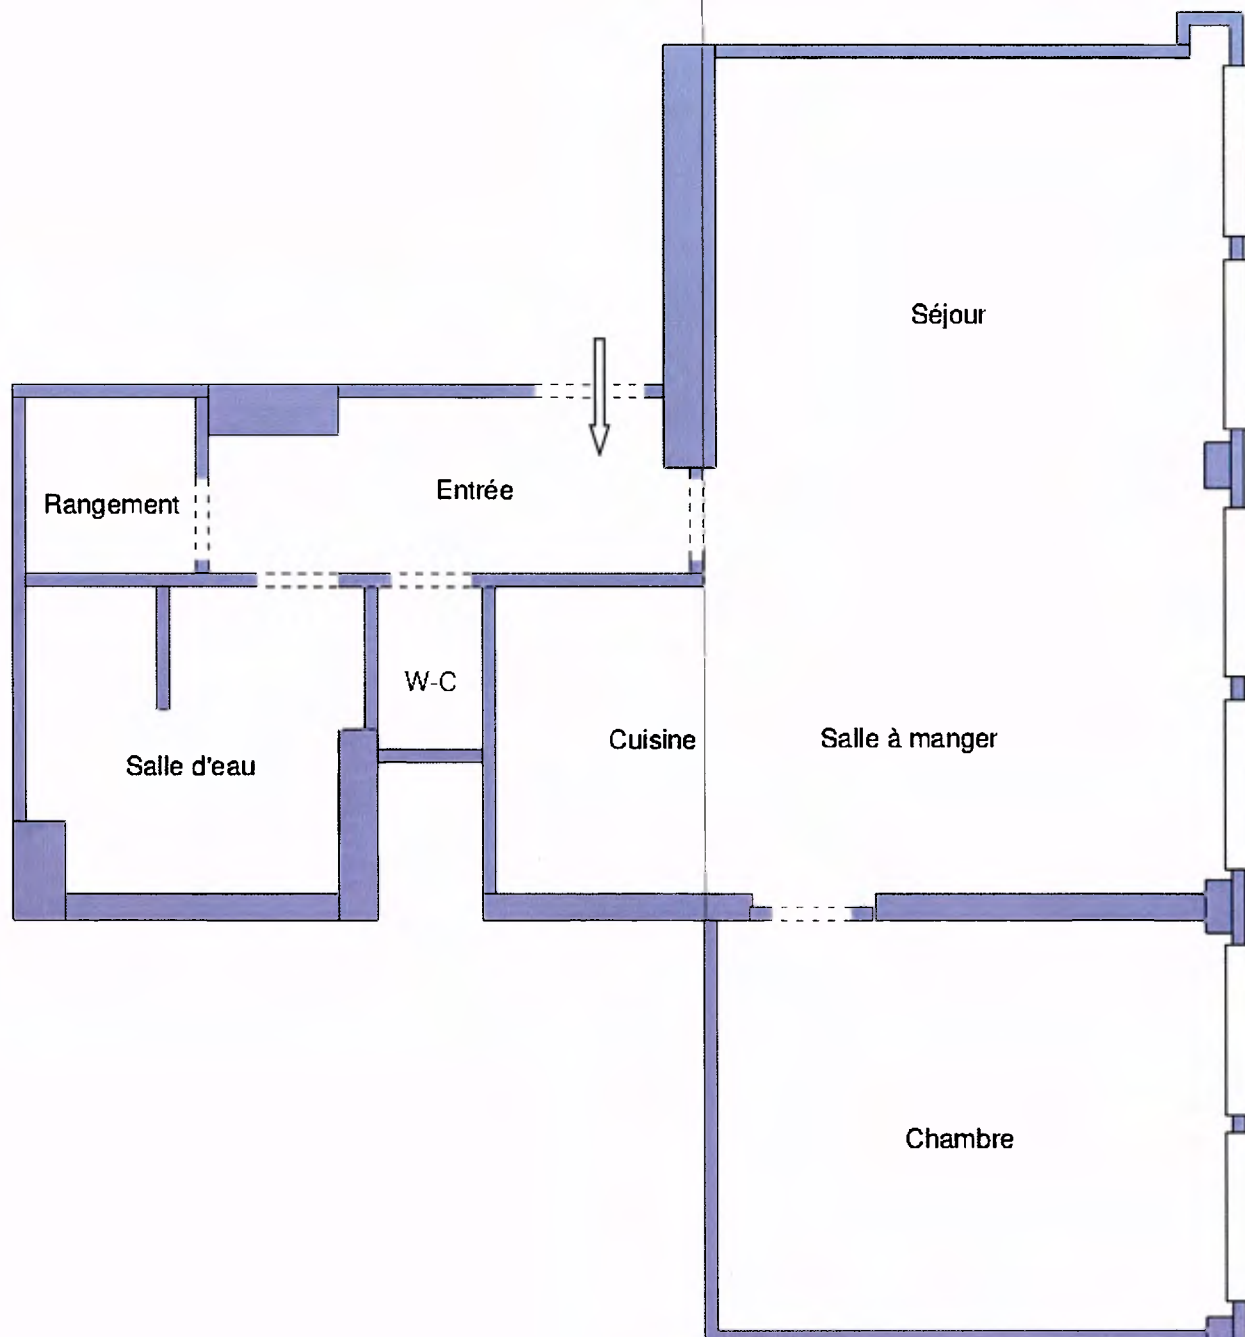 Séjour
Rangement
Entrée
W-C
Cuisine
Salle à manger
Salle d'eau
Chambre